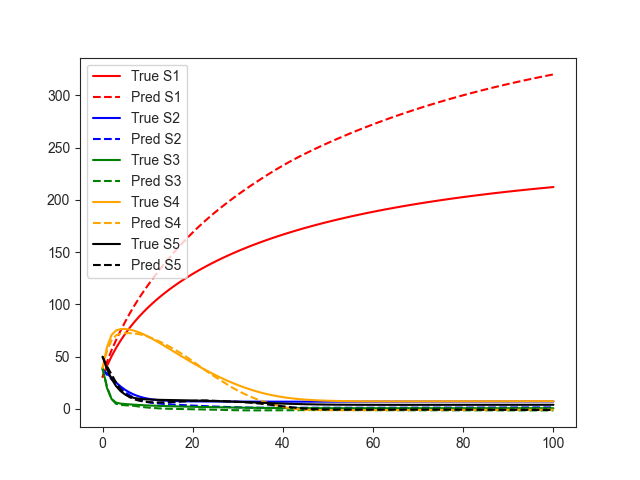 True S1
Pred S1
True S2
Pred S2
True S3
Pred S3
True S4
Pred S4
True S5
Pred S5
300
250
200
150
100
50
0
0 20 40 60 80 100